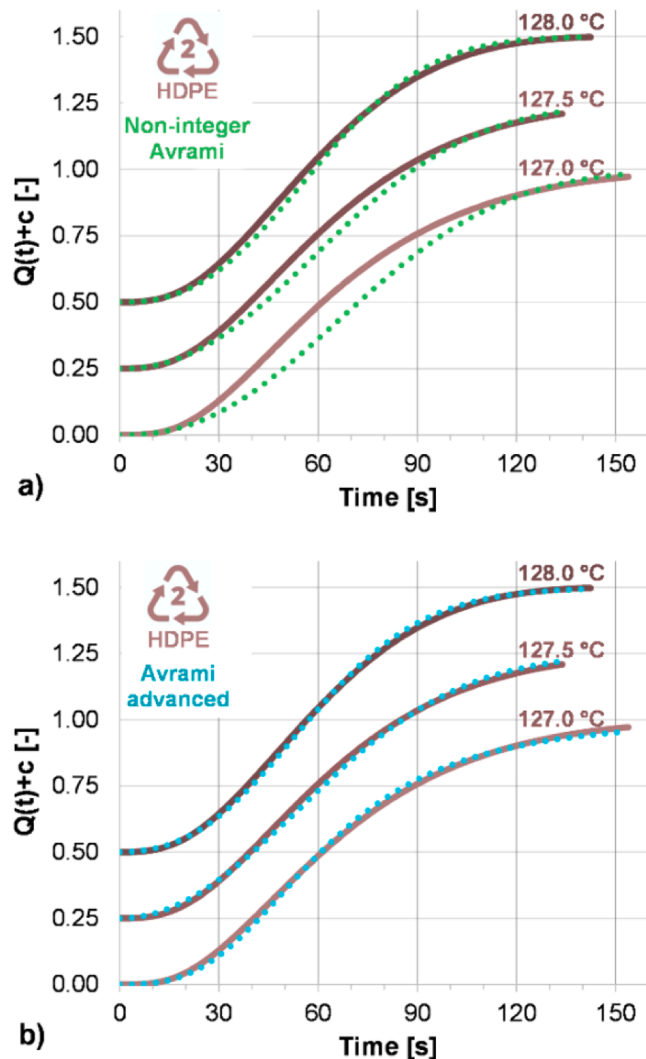 128.0 °C
1.50
2
HDPE
1.25
127.5 °C
Non-integer
Avrami
1.00
127.0 °C
0.75
0.50
0.25
0.00
Q(t)+c [-]
0 30 60 90 120 150
Time [s]
a)
128.0 °C
1.50
2
HDPE
1.25
127.5 °C
Avrami
advanced
1.00
127.0 °C
0.75
0.50
0.25
0.00
Q(t)+c [-]
0 30 60 90 120 150
Time [s]
b)